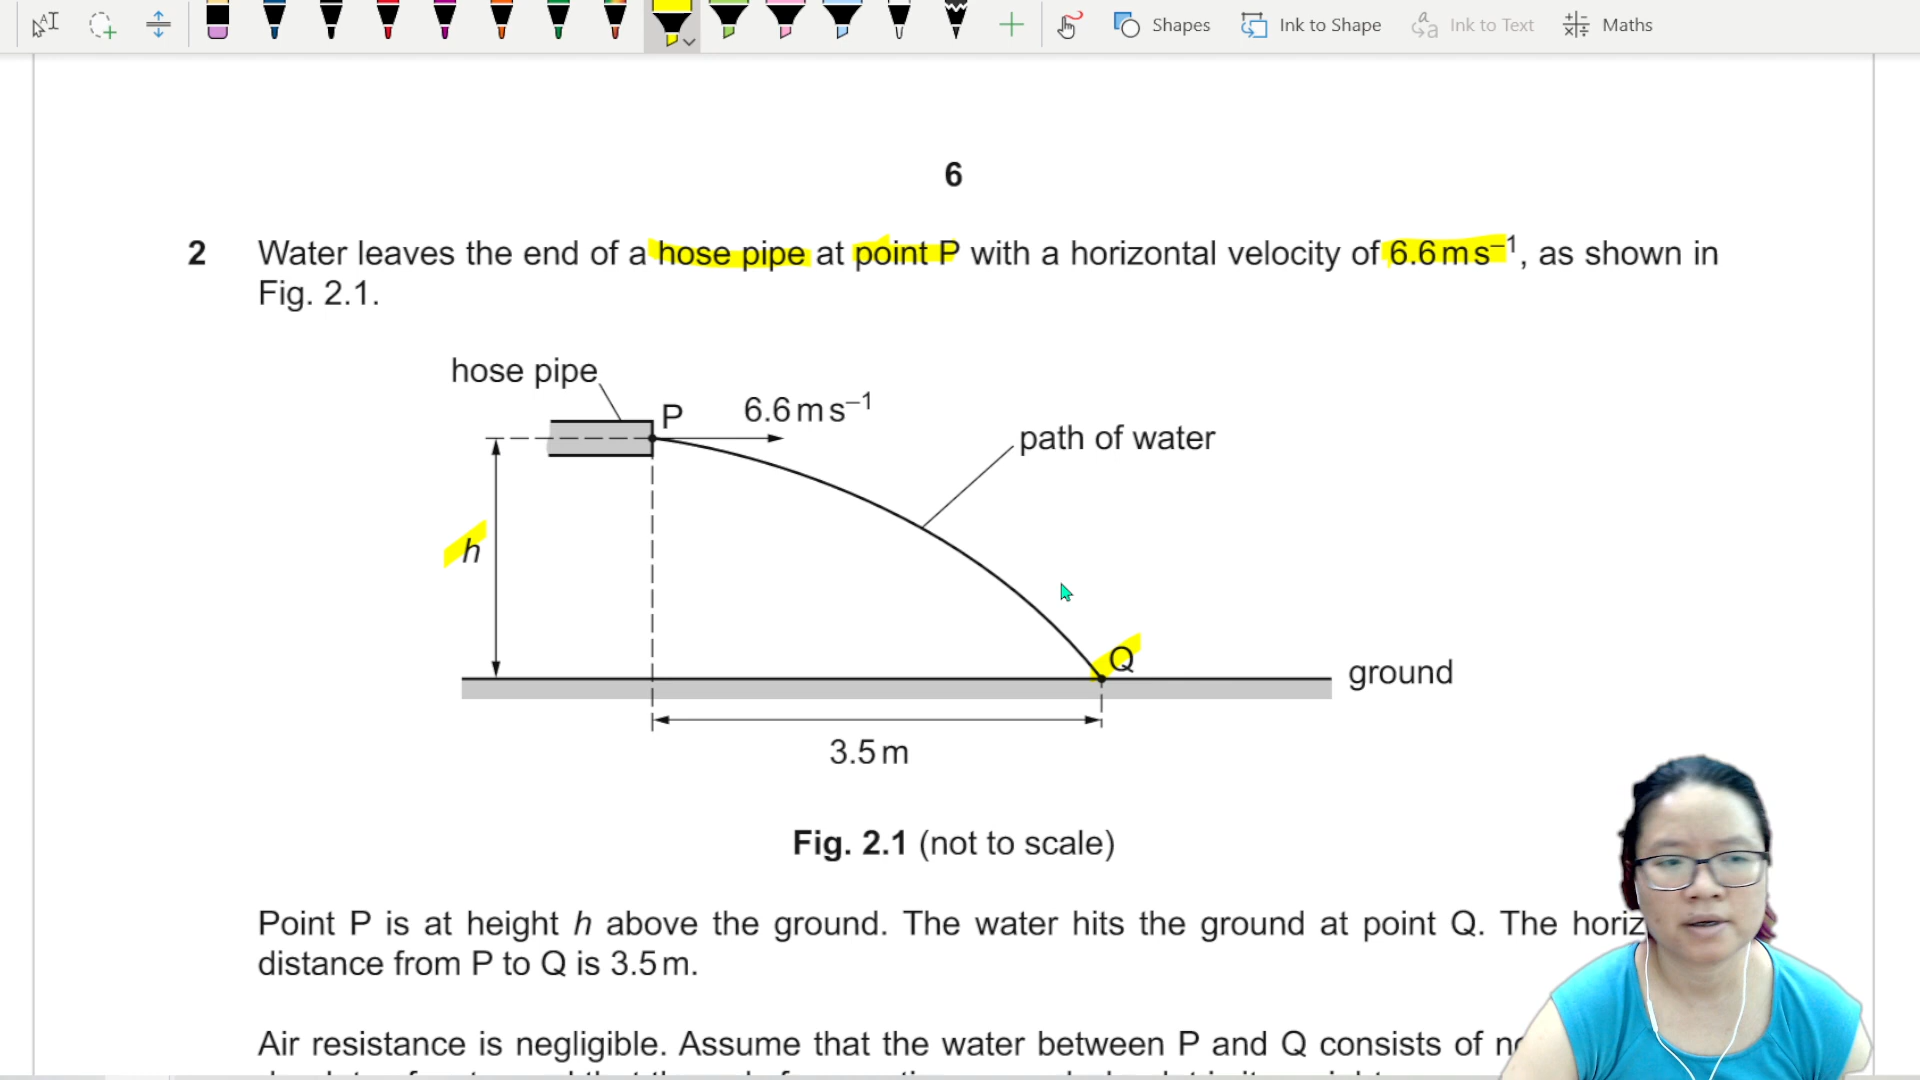 Shapes
Ink to Shape
Ink to Text
Maths
6
2 Water leaves the end of a hose pipe at point P with a horizontal velocity of 6.6 m s⁻¹, as shown in
Fig. 2.1.
hose pipe
P
6.6 m s⁻¹
path of water
h
Q
ground
3.5 m
Fig. 2.1 (not to scale)
Point P is at height h above the ground. The water hits the ground at point Q. The
distance from P to Q is 3.5 m.
Air resistance is negligible. Assume that the water between P and Q consists of